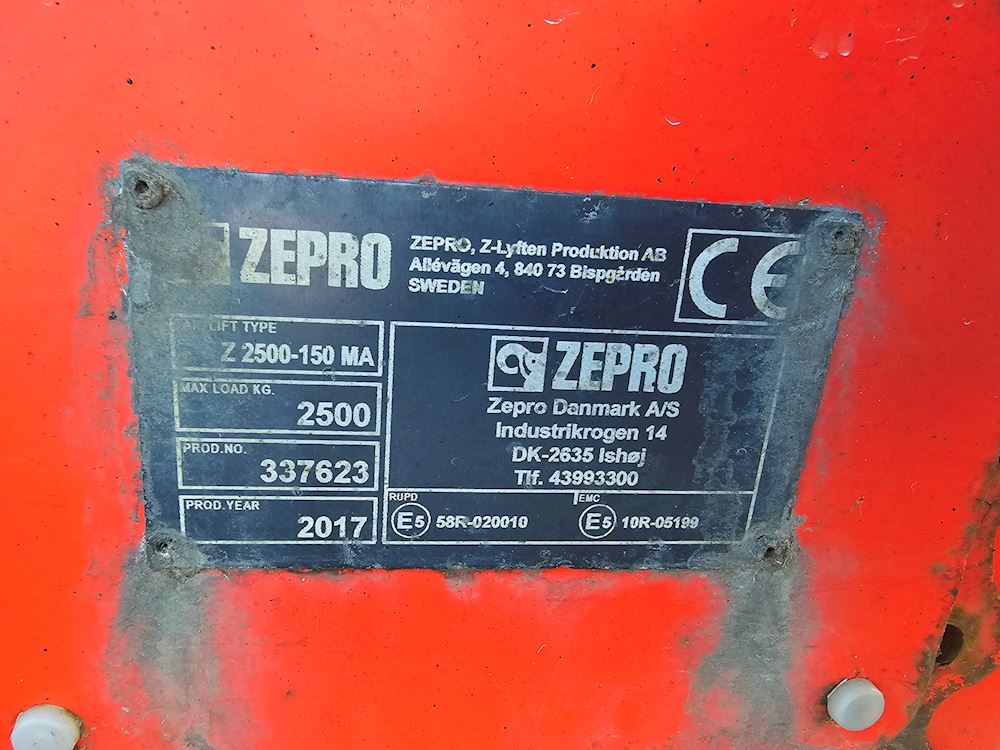 ZEPRO
ZEPRO, Z-Lyften Produktion AB
Allévägen 4, 840 73 Bispgården
SWEDEN
CE
LIFT TYPE
Z 2500-150 MA
MAX LOAD KG.
2500
PROD.NO.
337623
PROD.YEAR
2017
ZEPRO
Zepro Danmark A/S
Industrikrogen 14
DK-2635 Ishøj
Tlf. 43993300
RUPD
E5 58R-020010
EMC
E5 10R-05199